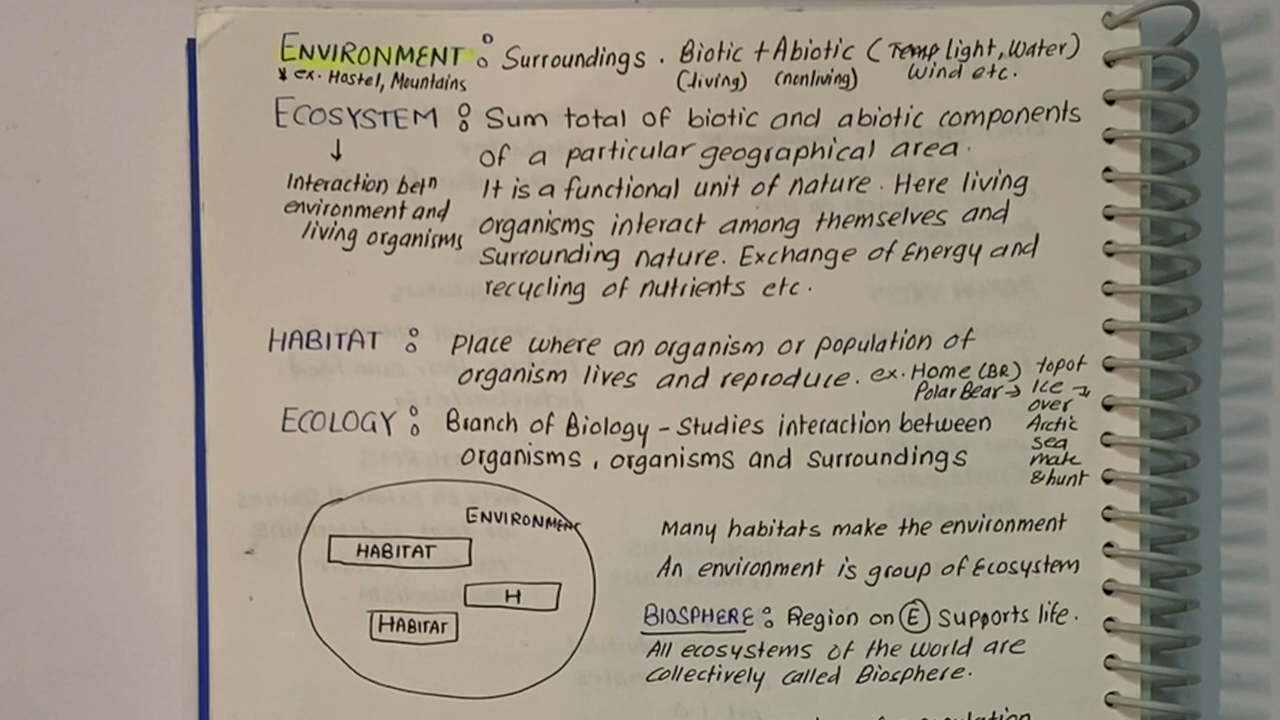 ENVIRONMENT : Surroundings . Biotic + Abiotic ( Temp light, Water)
ex. Hostel, Mountains (living) (nonliving) Wind etc.
ECOSYSTEM : Sum total of biotic and abiotic components
of a particular geographical area.
↓
Interaction betn
environment and
living organisms
It is a functional unit of nature. Here living
organisms interact among themselves and
Surrounding nature. Exchange of Energy and
recycling of nutrients etc.
HABITAT : Place where an organism or population of
organism lives and reproduce. ex. Home (BR)
Polar Bear → Ice →
topof
over
Arctic
sea
mate
& hunt
ECOLOGY : Branch of Biology - Studies interaction between
organisms, organisms and Surroundings
ENVIRONMENT
HABITAT
H
HABITAT
Many habitats make the environment
An environment is group of Ecosystem
BIOSPHERE : Region on E Supports life.
All ecosystems of the world are
collectively called Biosphere.